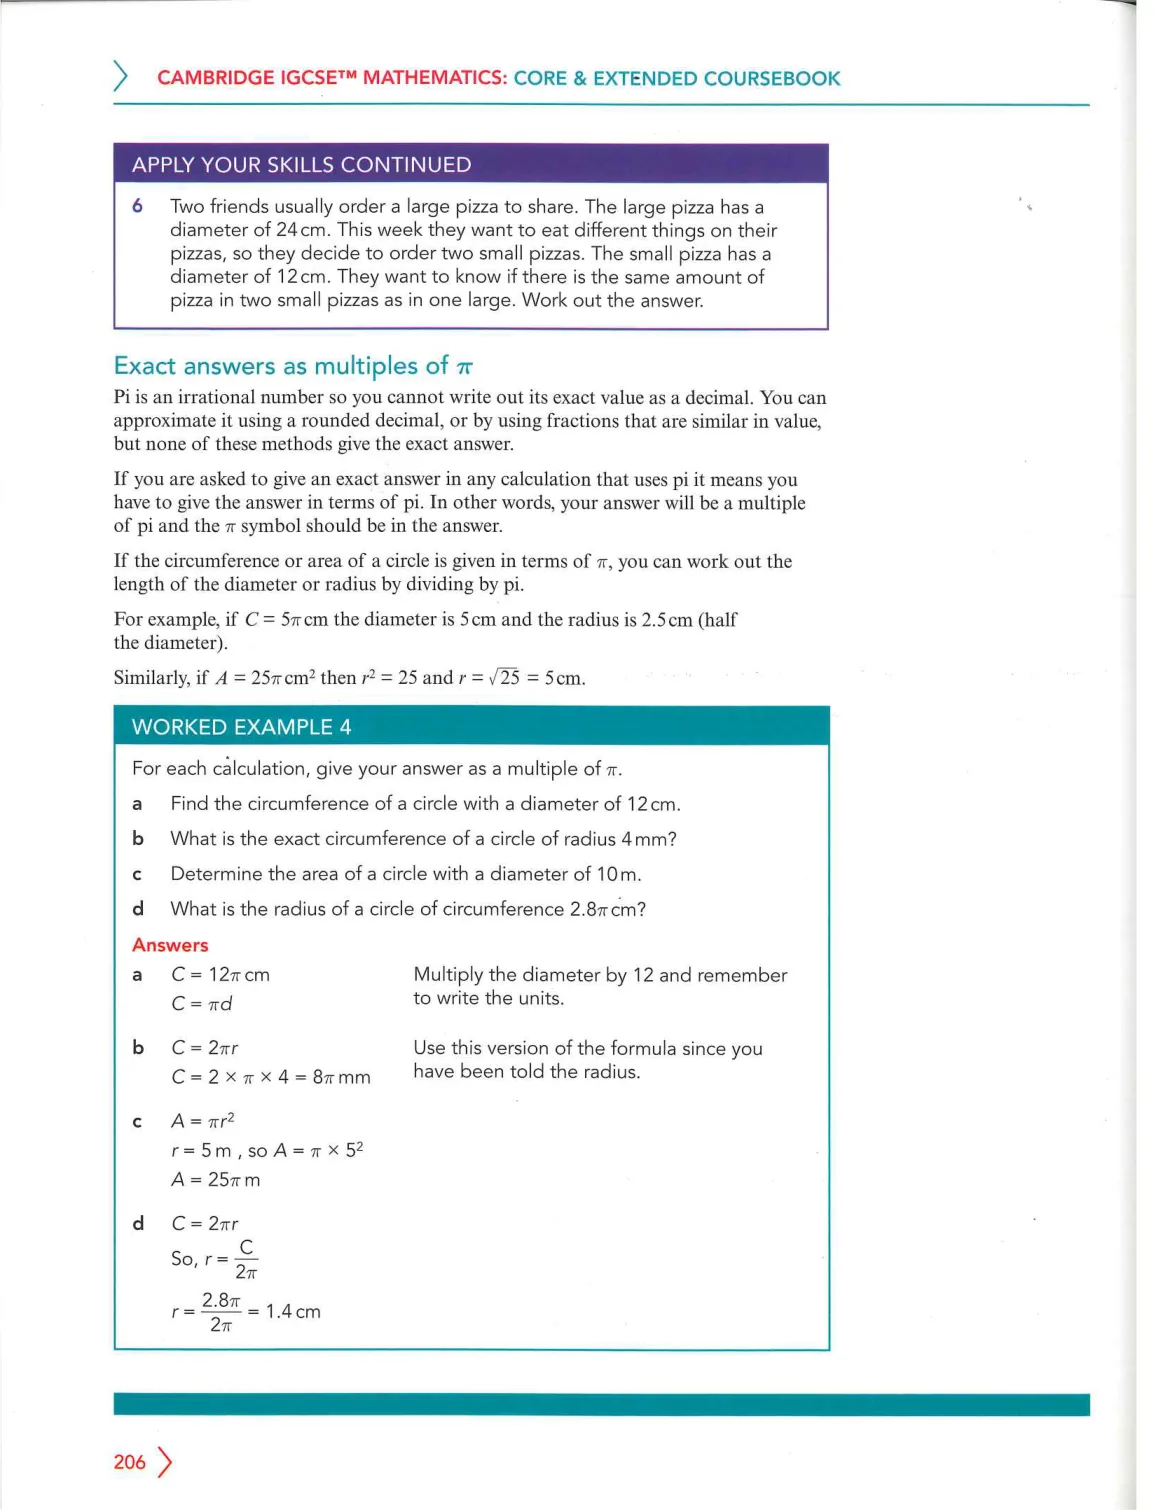 CAMBRIDGE IGCSE™ MATHEMATICS: CORE & EXTENDED COURSEBOOK
APPLY YOUR SKILLS CONTINUED
6 Two friends usually order a large pizza to share. The large pizza has a
diameter of 24 cm. This week they want to eat different things on their
pizzas, so they decide to order two small pizzas. The small pizza has a
diameter of 12 cm. They want to know if there is the same amount of
pizza in two small pizzas as in one large. Work out the answer.
Exact answers as multiples of π
Pi is an irrational number so you cannot write out its exact value as a decimal. You can
approximate it using a rounded decimal, or by using fractions that are similar in value,
but none of these methods give the exact answer.
If you are asked to give an exact answer in any calculation that uses pi it means you
have to give the answer in terms of pi. In other words, your answer will be a multiple
of pi and the π symbol should be in the answer.
If the circumference or area of a circle is given in terms of π, you can work out the
length of the diameter or radius by dividing by pi.
For example, if C = 5π cm the diameter is 5 cm and the radius is 2.5 cm (half
the diameter).
Similarly, if A = 25π cm² then r² = 25 and r = √25 = 5 cm.
WORKED EXAMPLE 4
For each calculation, give your answer as a multiple of π.
a Find the circumference of a circle with a diameter of 12 cm.
b What is the exact circumference of a circle of radius 4 mm?
c Determine the area of a circle with a diameter of 10 m.
d What is the radius of a circle of circumference 2.8π cm?
Answers
a C = 12π cm Multiply the diameter by 12 and remember
C = πd to write the units.
b C = 2πr Use this version of the formula since you
C = 2 × π × 4 = 8π mm have been told the radius.
c A = πr²
r = 5 m , so A = π × 5²
A = 25π m
d C = 2πr
So, r = C/2π
r = 2.8π/2π = 1.4 cm
206